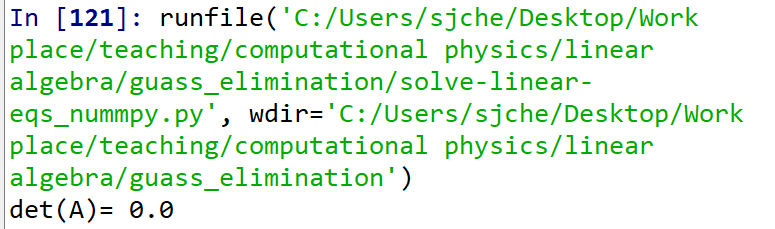 In [121]: runfile('C:/Users/sjche/Desktop/Work
place/teaching/computational physics/linear
algebra/guass_elimination/solve-linear-
eqs_nummpy.py', wdir='C:/Users/sjche/Desktop/Work
place/teaching/computational physics/linear
algebra/guass_elimination')
det(A)= 0.0